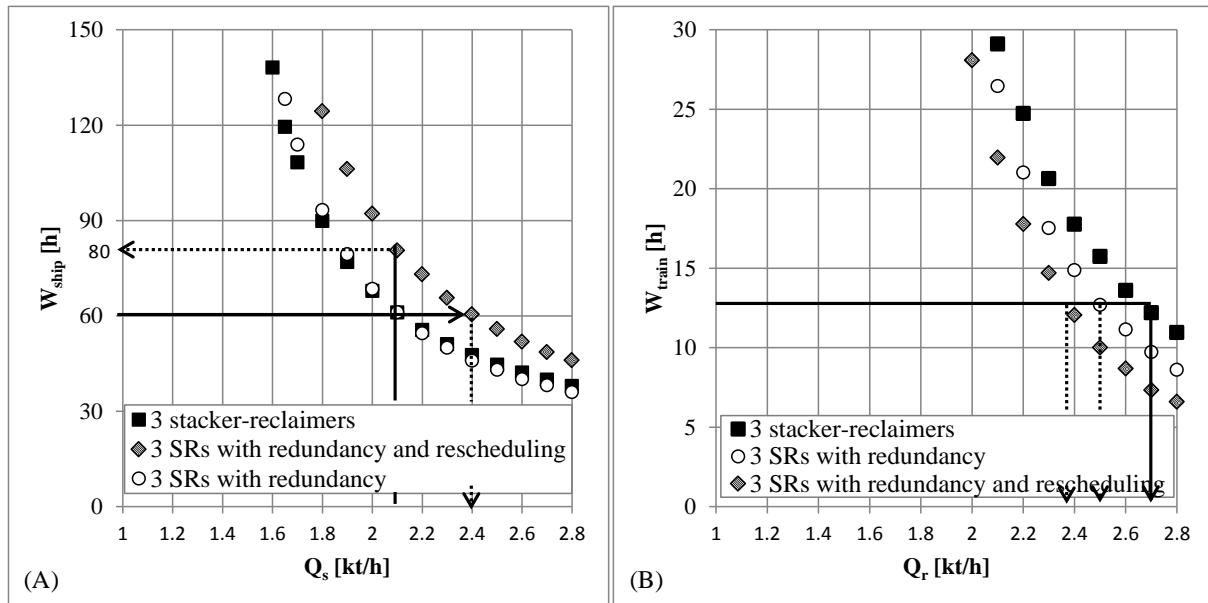 150
120
90
80
60
30
0
W_ship [h]
1 1.2 1.4 1.6 1.8 2.0 2.2 2.4 2.6 2.8
Q_s [kt/h]
3 stacker-reclaimers
3 SRs with redundancy and rescheduling
3 SRs with redundancy
(A)
30
25
20
15
10
5
0
W_train [h]
1 1.2 1.4 1.6 1.8 2.0 2.2 2.4 2.6 2.8
Q_r [kt/h]
3 stacker-reclaimers
3 SRs with redundancy
3 SRs with redundancy and rescheduling
(B)